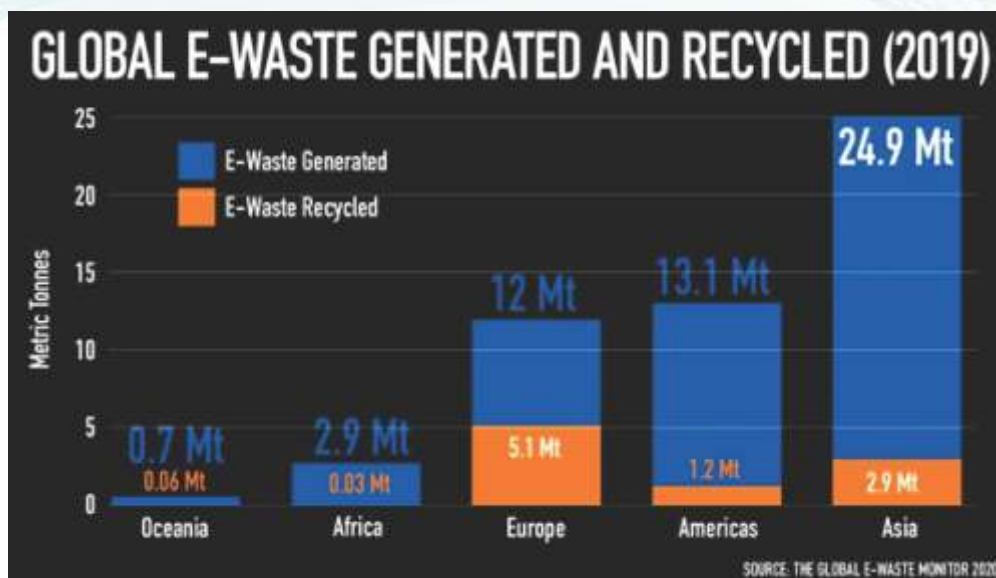 GLOBAL E-WASTE GENERATED AND RECYCLED (2019)
25
20
15
10
5
0
Metric Tonnes
E-Waste Generated
E-Waste Recycled
0.7 Mt
0.06 Mt
2.9 Mt
0.03 Mt
12 Mt
5.1 Mt
13.1 Mt
1.2 Mt
24.9 Mt
2.9 Mt
Oceania Africa Europe Americas Asia
SOURCE: THE GLOBAL E-WASTE MONITOR 2020